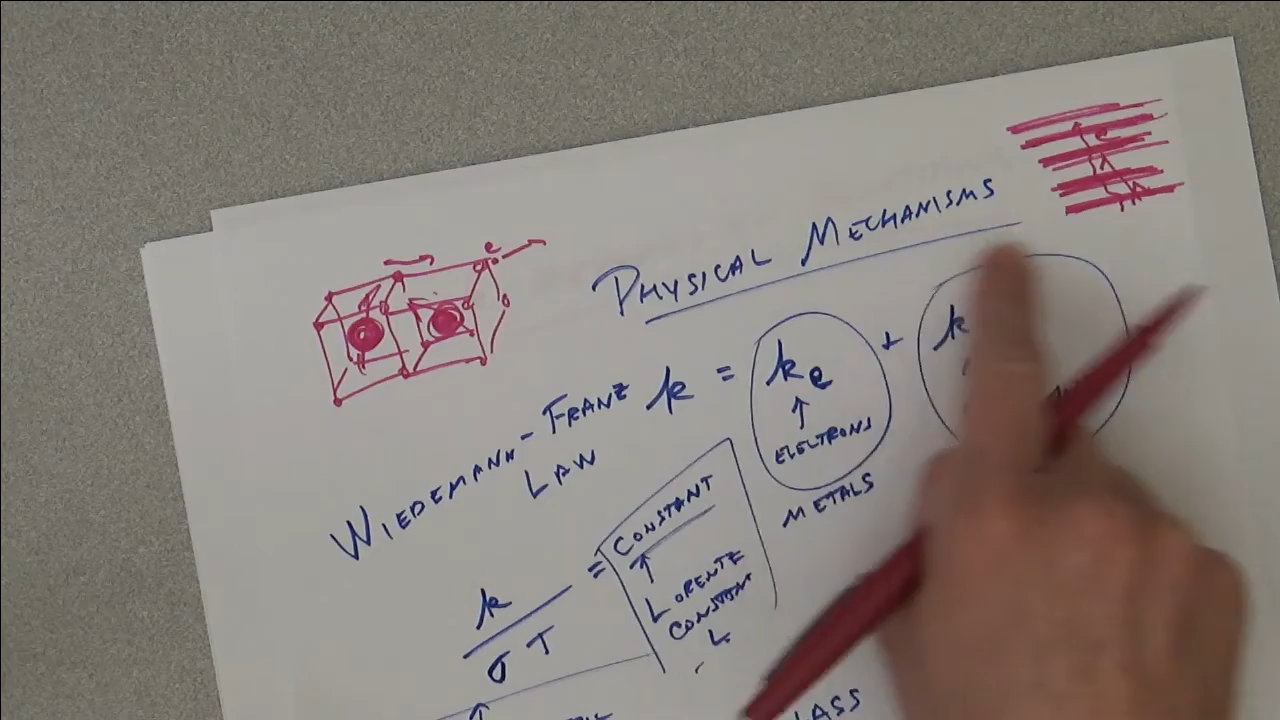 PHYSICAL MECHANISMS
e
e
WIEDEMANN-FRANZ LAW
k = ke + k
↑
ELECTRONS
METALS
k / σT = CONSTANT
↑
LORENTZ
CONSTANT
L